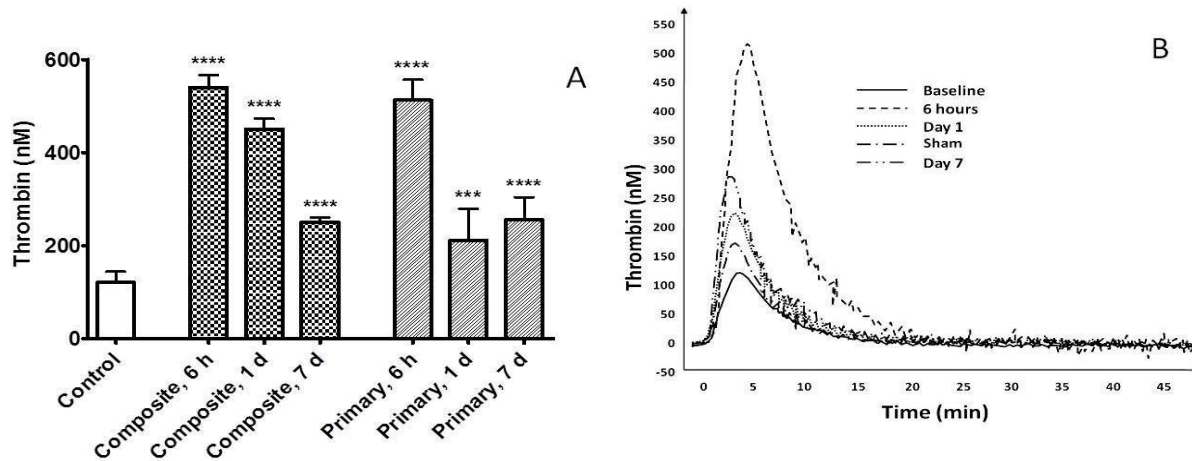 A
Thrombin (nM)
600
400
200
0
****
****
****
****
***
****
Control
Composite, 6 h
Composite, 1 d
Composite, 7 d
Primary, 6 h
Primary, 1 d
Primary, 7 d
B
Thrombin (nM)
550
500
450
400
350
300
250
200
150
100
50
0
-50
Baseline
6 hours
Day 1
Sham
Day 7
0 5 10 15 20 25 30 35 40 45
Time (min)